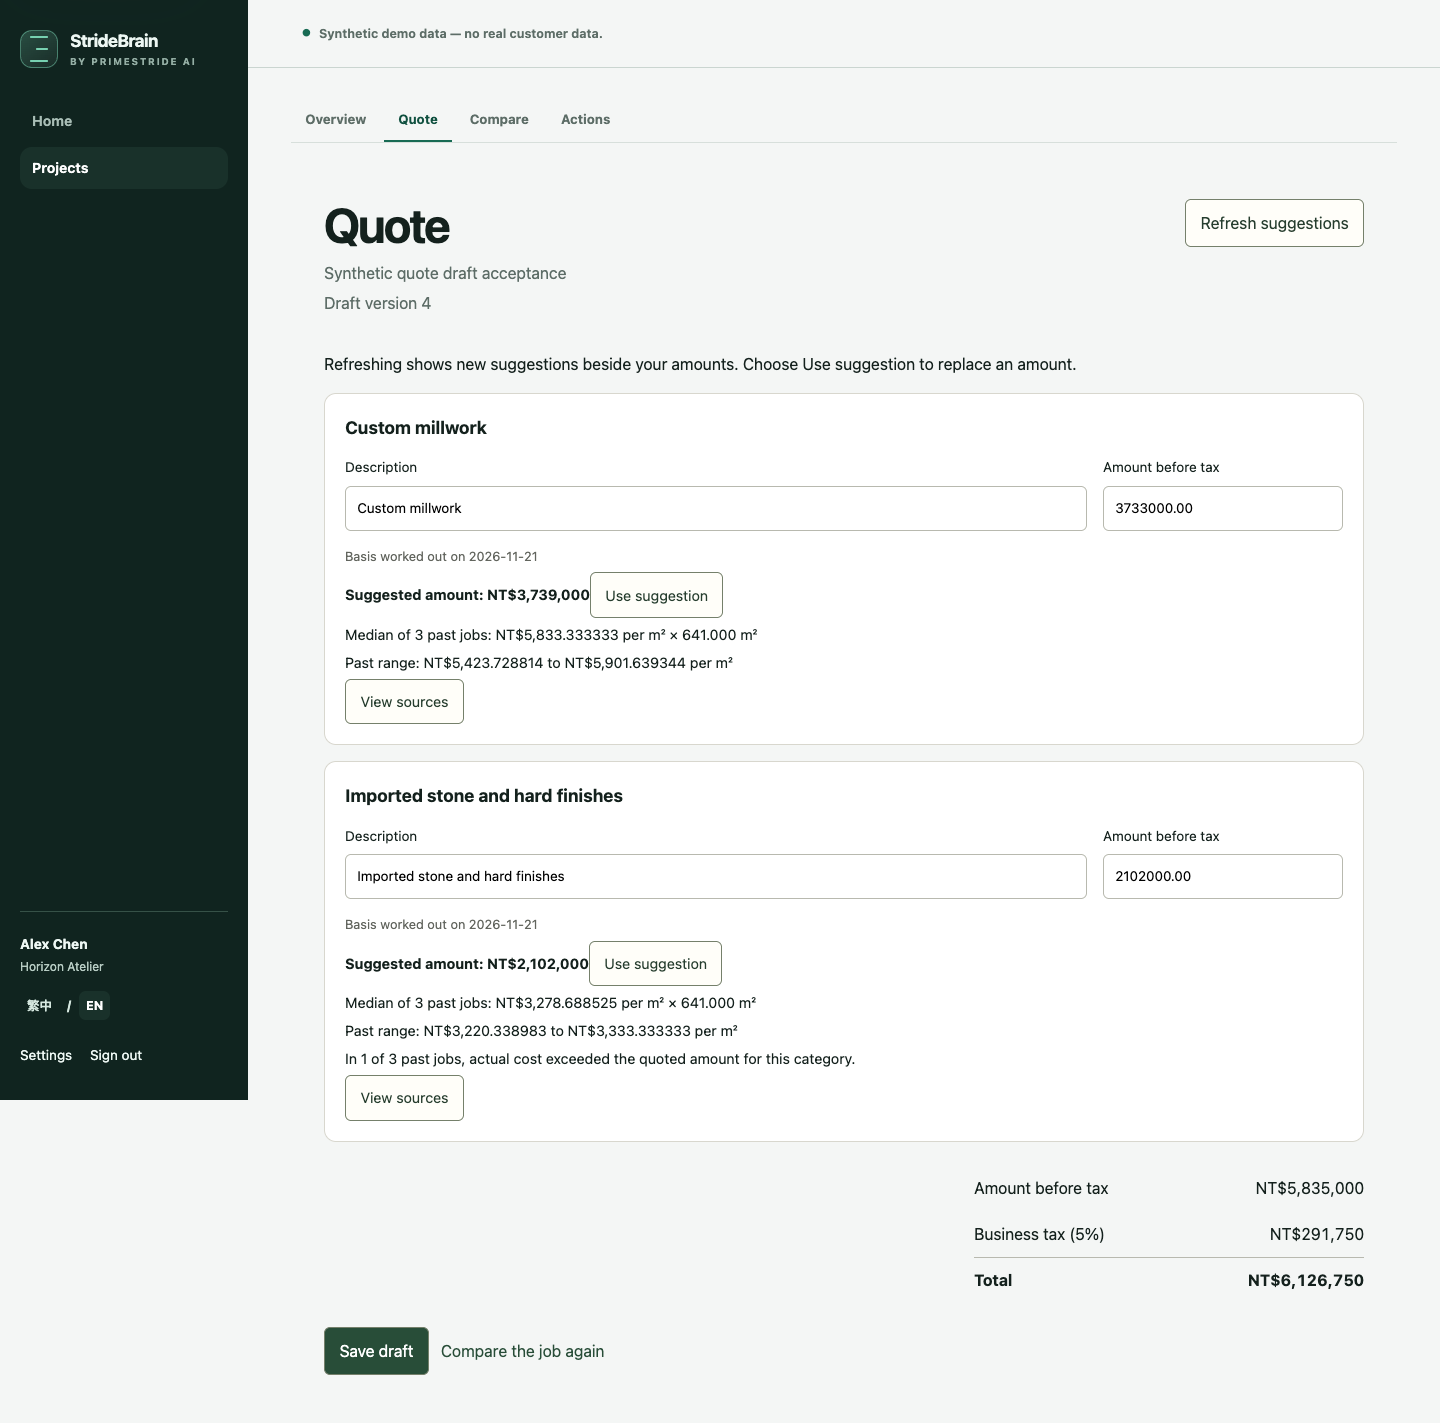 StrideBrain
BY PRIMESTRIDE AI
Home
Projects
Alex Chen
Horizon Atelier
繁中 / EN
Settings Sign out
Synthetic demo data — no real customer data.
Overview Quote Compare Actions
Quote
Refresh suggestions
Synthetic quote draft acceptance
Draft version 4
Refreshing shows new suggestions beside your amounts. Choose Use suggestion to replace an amount.
Custom millwork
Description Amount before tax
Custom millwork 3733000.00
Basis worked out on 2026-11-21
Suggested amount: NT$3,739,000 Use suggestion
Median of 3 past jobs: NT$5,833.333333 per m² × 641.000 m²
Past range: NT$5,423.728814 to NT$5,901.639344 per m²
View sources
Imported stone and hard finishes
Description Amount before tax
Imported stone and hard finishes 2102000.00
Basis worked out on 2026-11-21
Suggested amount: NT$2,102,000 Use suggestion
Median of 3 past jobs: NT$3,278.688525 per m² × 641.000 m²
Past range: NT$3,220.338983 to NT$3,333.333333 per m²
In 1 of 3 past jobs, actual cost exceeded the quoted amount for this category.
View sources
Amount before tax NT$5,835,000
Business tax (5%) NT$291,750
Total NT$6,126,750
Save draft Compare the job again